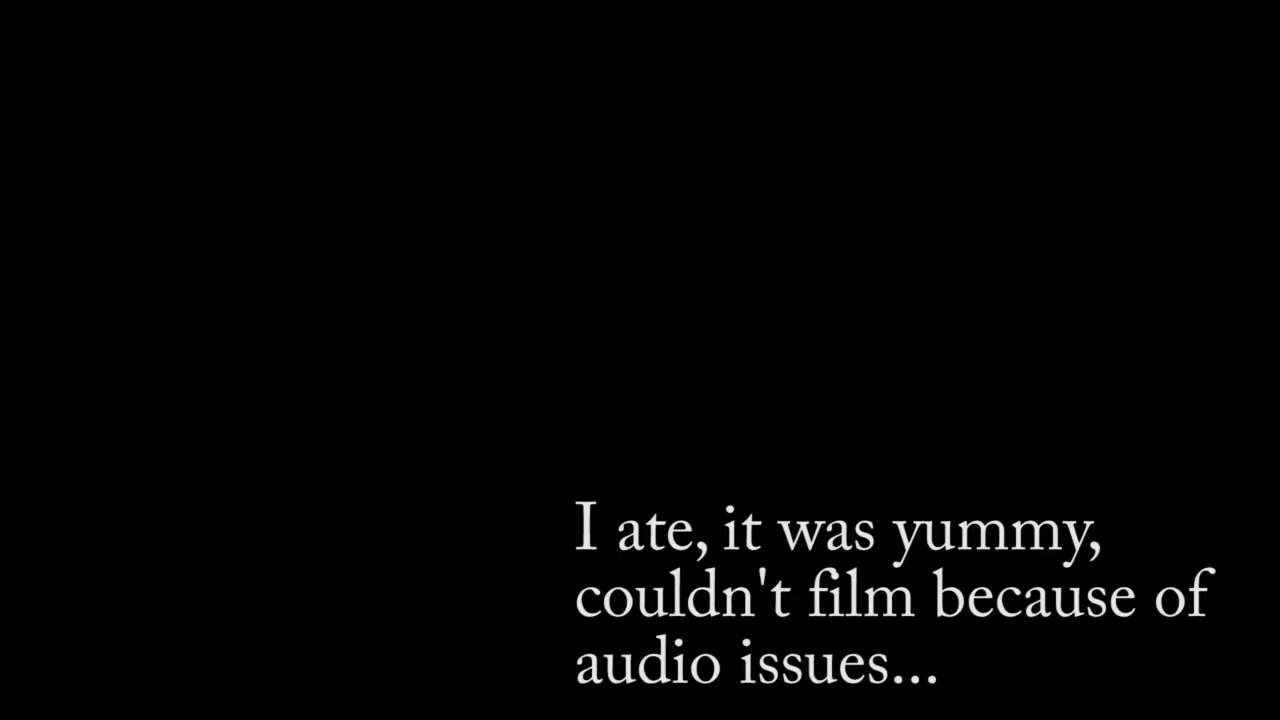 I ate, it was yummy,
couldn't film because of
audio issues...